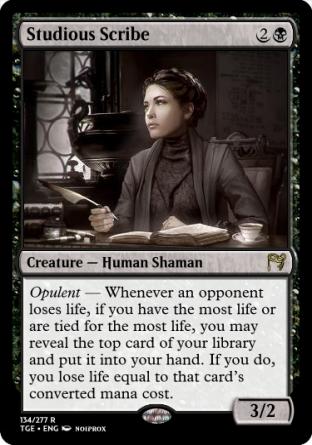 Studious Scribe 2
Creature — Human Shaman
Opulent — Whenever an opponent
loses life, if you have the most life or
are tied for the most life, you may
reveal the top card of your library
and put it into your hand. If you do,
you lose life equal to that card's
converted mana cost.
3/2
134/277 R
TGE • ENG NOIPROX